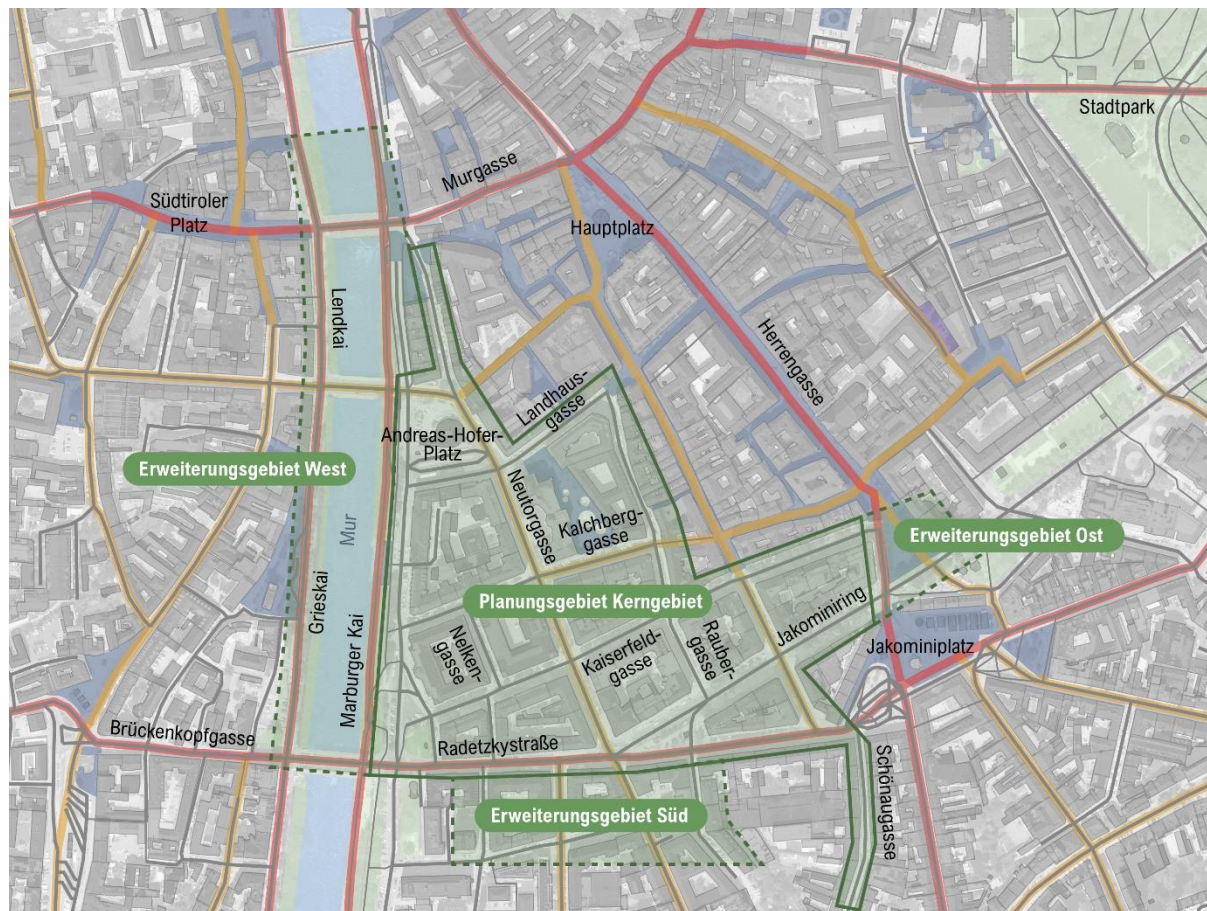 Stadtpark
Murgasse
Südtiroler
Platz
Hauptplatz
Lendkai
Herrengasse
Landhaus-
gasse
Andreas-Hofer-
Platz
Erweiterungsgebiet West
Neutorgasse
Kalchberg-
gasse
Mur
Erweiterungsgebiet Ost
Planungsgebiet Kerngebiet
Grieskai
Marburger Kai
Nelken-
gasse
Kaiserfeld-
gasse
Rauber-
gasse
Jakominiring
Jakominiplatz
Brückenkopfgasse
Radetzkystraße
Schönaugasse
Erweiterungsgebiet Süd